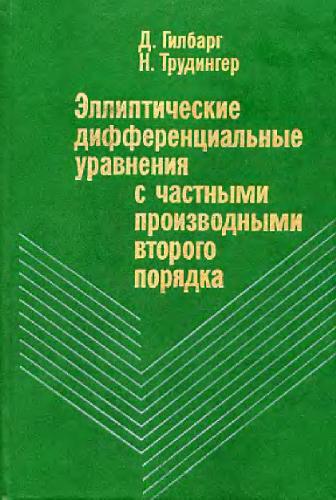 Д. Гилбарг
Н. Трудингер
Эллиптические
дифференциальные
уравнения
с частными
производными
второго
порядка